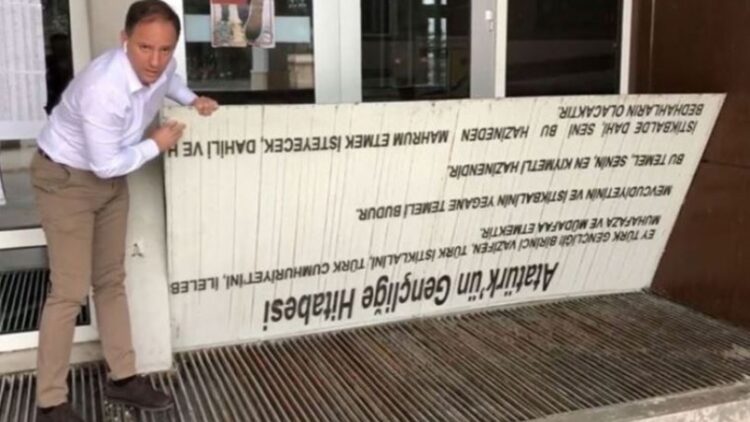 Atatürk'ün Gençliğe Hitabesi
EY TÜRK GENÇLİĞİ! BİRİNCİ VAZİFEN, TÜRK İSTİKLALİNİ, TÜRK CUMHURİYETİNİ, İLELEB
MUHAFAZA VE MÜDAFAA ETMEKTİR.
MEVCUDİYETİNİN VE İSTİKBALİNİN YEGANE TEMELİ BUDUR.
BU TEMEL, SENİN, EN KIYMETLİ HAZİNENDİR.
İSTİKBALDE DAHİ, SENİ BU HAZİNEDEN MAHRUM ETMEK İSTEYECEK, DAHİLİ VE H
BEDHAHLARIN OLACAKTIR.